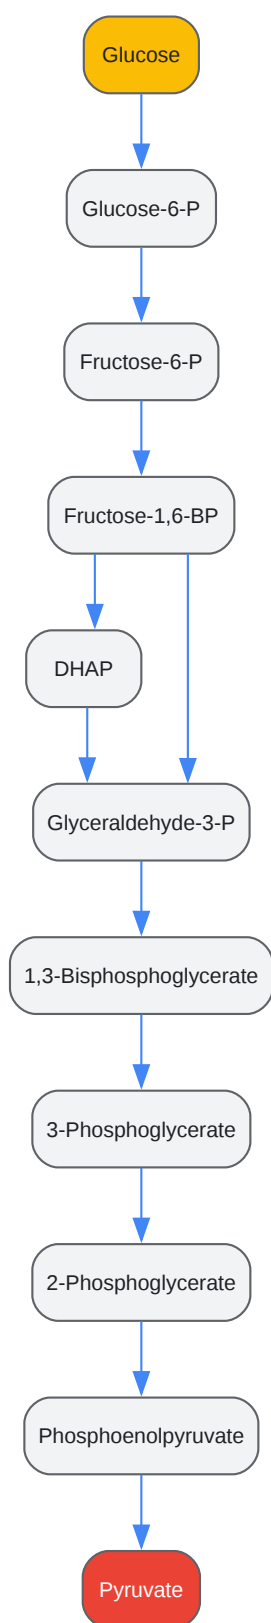 Glucose
Glucose-6-P
Fructose-6-P
Fructose-1,6-BP
DHAP
Glyceraldehyde-3-P
1,3-Bisphosphoglycerate
3-Phosphoglycerate
2-Phosphoglycerate
Phosphoenolpyruvate
Pyruvate